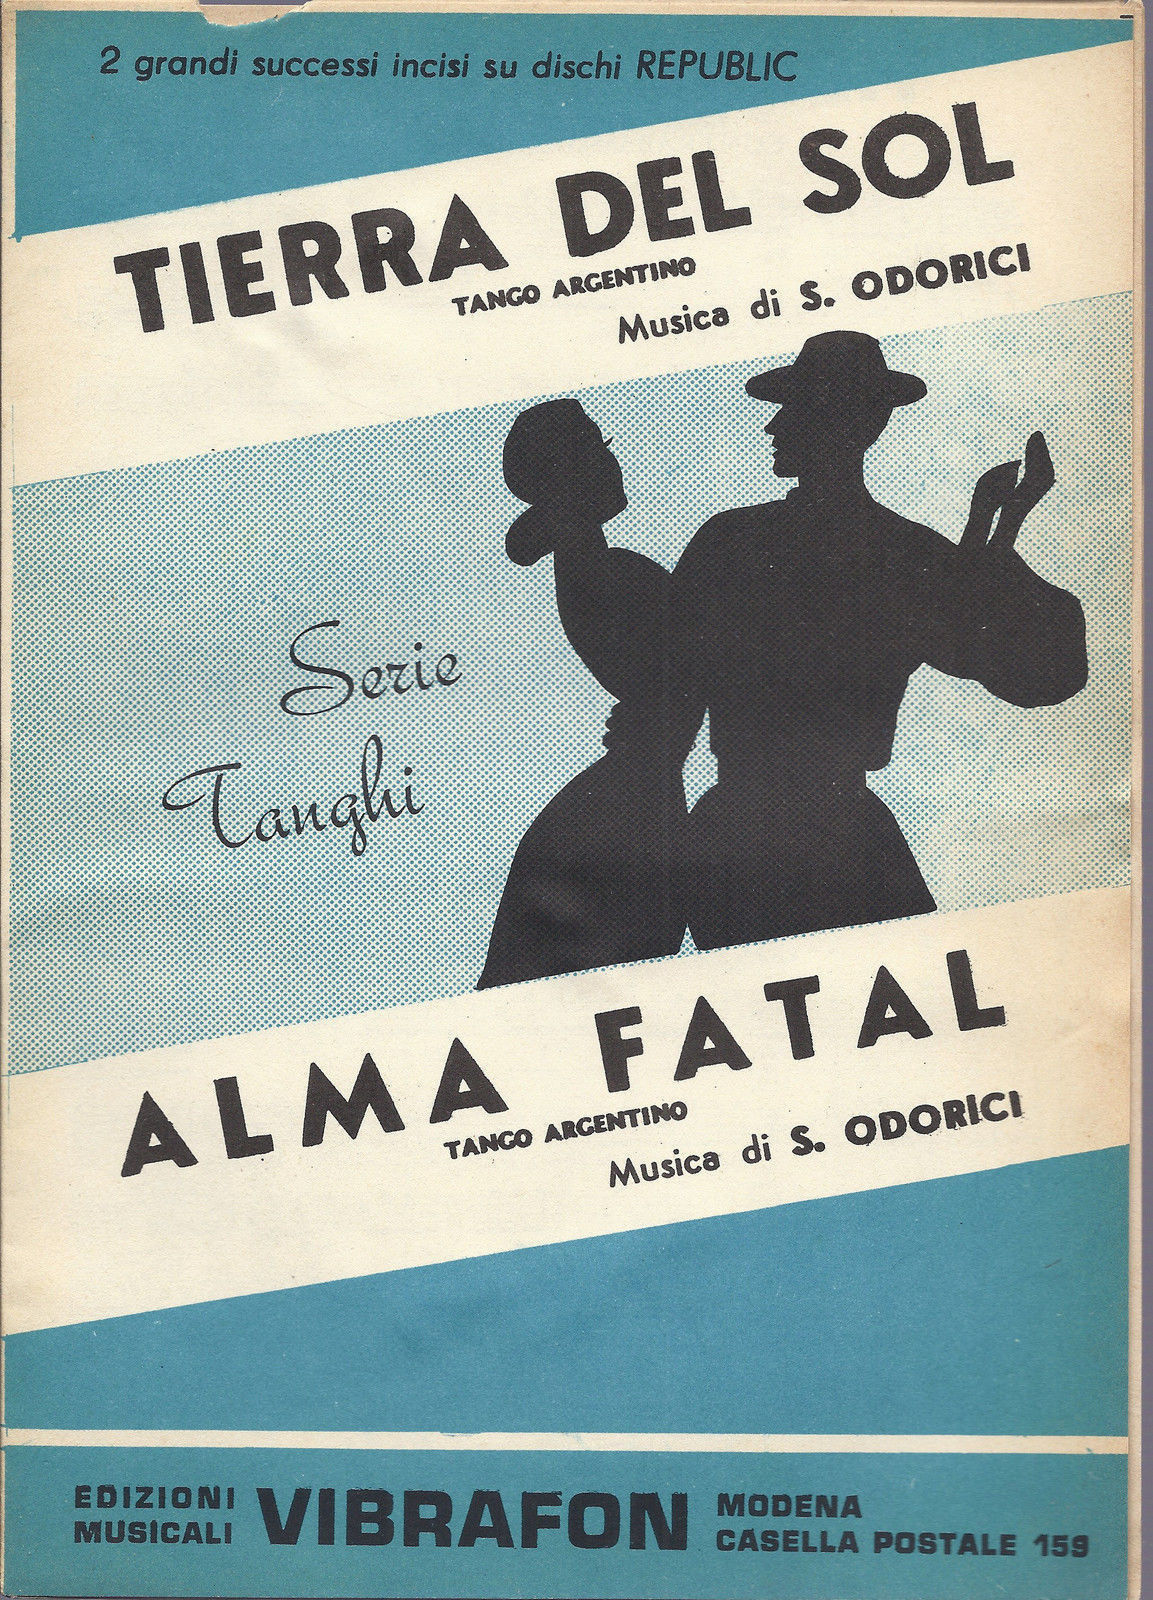 2 grandi successi incisi su dischi REPUBLIC
TIERRA DEL SOL
TANGO ARGENTINO
Musica di S. ODORICI
Serie
Tanghi
ALMA FATAL
TANGO ARGENTINO
Musica di S. ODORICI
EDIZIONI
MUSICALI
VIBRAFON
MODENA
CASELLA POSTALE 159